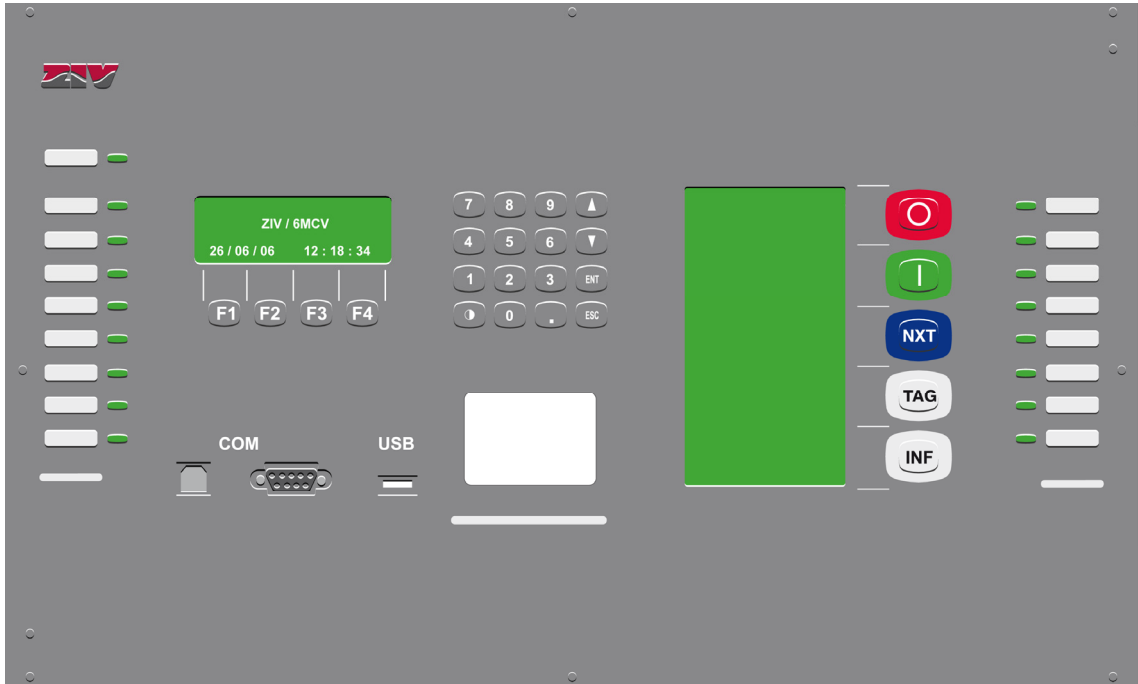 ZIV
ZIV / 6MCV
26 / 06 / 06 12 : 18 : 34
F1 F2 F3 F4
7 8 9
4 5 6
1 2 3 ENT
0 . ESC
NXT
TAG
INF
COM USB